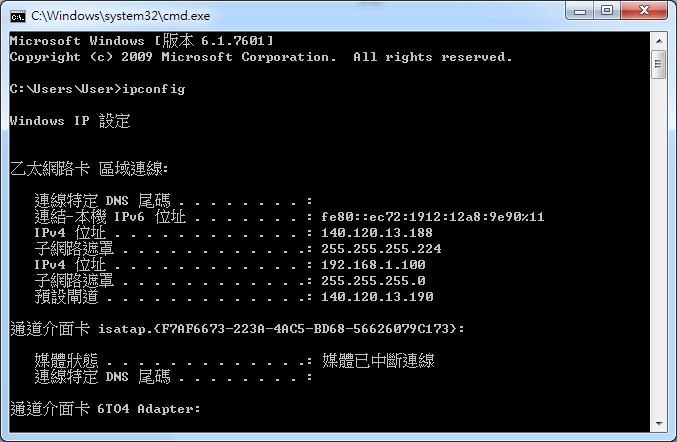 C:\Windows\system32\cmd.exe
Microsoft Windows [版本 6.1.7601]
Copyright (c) 2009 Microsoft Corporation.  All rights reserved.
C:\Users\User>ipconfig
Windows IP 設定
乙太網路卡 區域連線:
連線特定 DNS 尾碼 . . . . . . . . :
連結-本機 IPv6 位址 . . . . . . . : fe80::ec72:1912:12a8:9e90%11
IPv4 位址 . . . . . . . . . . . . : 140.120.13.188
子網路遮罩 . . . . . . . . . . . .: 255.255.255.224
IPv4 位址 . . . . . . . . . . . . : 192.168.1.100
子網路遮罩 . . . . . . . . . . . .: 255.255.255.0
預設閘道 . . . . . . . . . . . . .: 140.120.13.190
通道介面卡 isatap.{F7AF6673-223A-4AC5-BD68-56626079C173}:
媒體狀態 . . . . . . . . . . . . .: 媒體已中斷連線
連線特定 DNS 尾碼 . . . . . . . . :
通道介面卡 6TO4 Adapter: